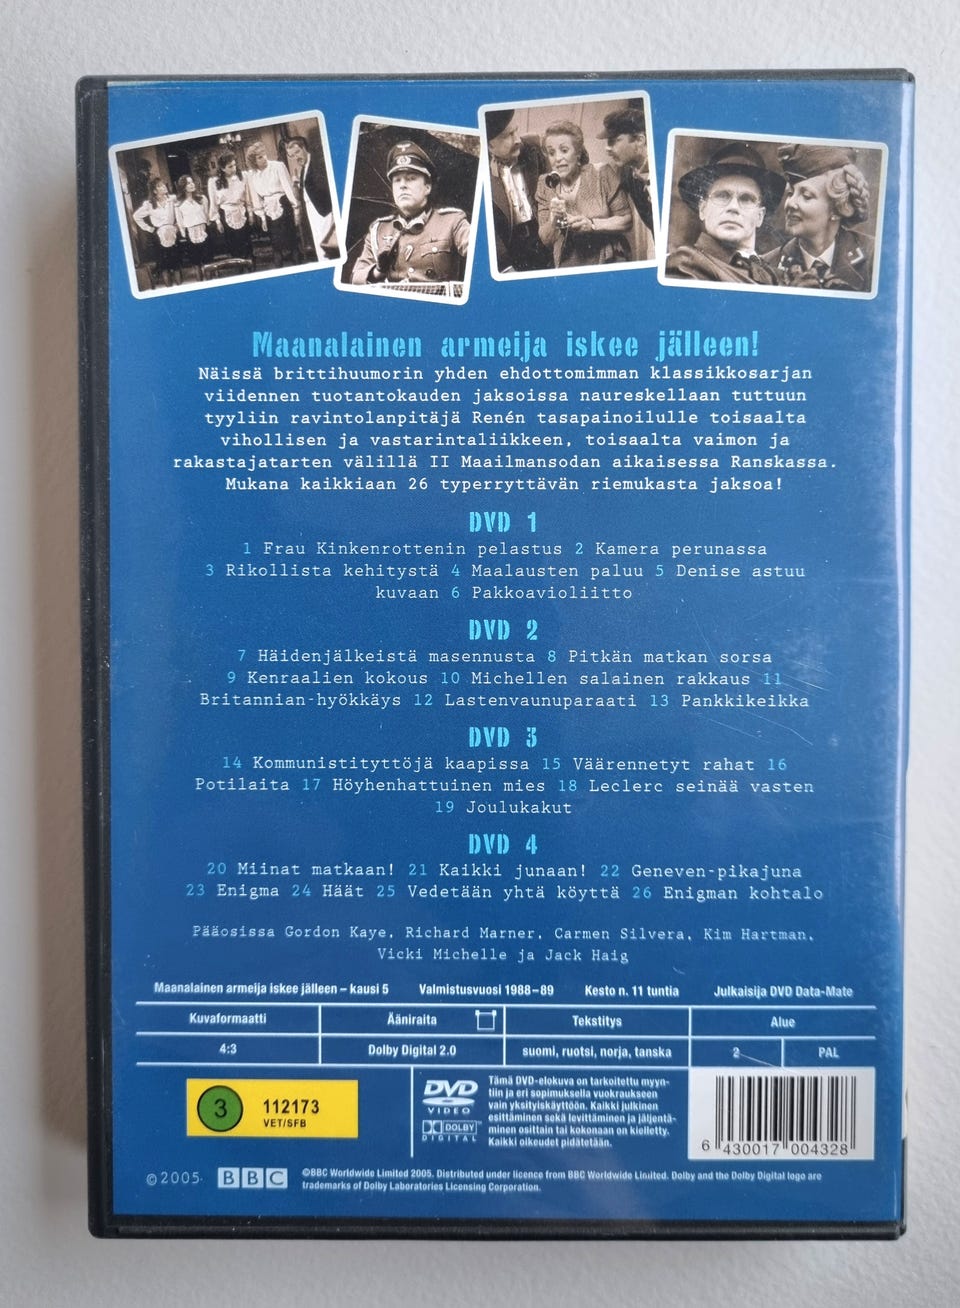 Maanalainen armeija iskee jälleen!
Näissä brittihuumorin yhden ehdottomimman klassikkosarjan
viidennen tuotantokauden jaksoissa naureskellaan tuttuun
tyyliin ravintolanpitäjä Renén tasapainoilulle toisaalta
vihollisen ja vastarintaliikkeen, toisaalta vaimon ja
rakastajatarten välillä II Maailmansodan aikaisessa Ranskassa.
Mukana kaikkiaan 26 typerryttävän riemukasta jaksoa!
DVD 1
1 Frau Kinkenrottenin pelastus 2 Kamera perunassa
3 Rikollista kehitystä 4 Maalausten paluu 5 Denise astuu
kuvaan 6 Pakkoavioliitto
DVD 2
7 Häidenjälkeistä masennusta 8 Pitkän matkan sorsa
9 Kenraalien kokous 10 Michellen salainen rakkaus 11
Britannian-hyökkäys 12 Lastenvaunuparaati 13 Pankkikeikka
DVD 3
14 Kommunistityttöjä kaapissa 15 Väärennetyt rahat 16
Potilaita 17 Höyhenhattuinen mies 18 Leclerc seinää vasten
19 Joulukakut
DVD 4
20 Miinat matkaan! 21 Kaikki junaan! 22 Geneven-pikajuna
23 Enigma 24 Häät 25 Vedetään yhtä köyttä 26 Enigman kohtalo
Pääosissa Gordon Kaye, Richard Marner, Carmen Silvera, Kim Hartman,
Vicki Michelle ja Jack Haig
Maanalainen armeija iskee jälleen – kausi 5 Valmistusvuosi 1988–89 Kesto n. 11 tuntia Julkaisija DVD Data-Mate
Kuvaformaatti Ääniraita Tekstitys Alue
4:3 Dolby Digital 2.0 suomi, ruotsi, norja, tanska 2 PAL
3 112173
VET/SFB
DVD
VIDEO
DOLBY
DIGITAL
Tämä DVD-elokuva on tarkoitettu myyn-
tiin ja eri sopimuksella vuokraukseen
vain yksityiskäyttöön. Kaikki julkinen
esittäminen sekä levittäminen ja jäljentä-
minen osittain tai kokonaan on kielletty.
Kaikki oikeudet pidätetään.
6 430017 004328
©2005 BBC
©BBC Worldwide Limited 2005. Distributed under licence from BBC Worldwide Limited. Dolby and the Dolby Digital logo are
trademarks of Dolby Laboratories Licensing Corporation.